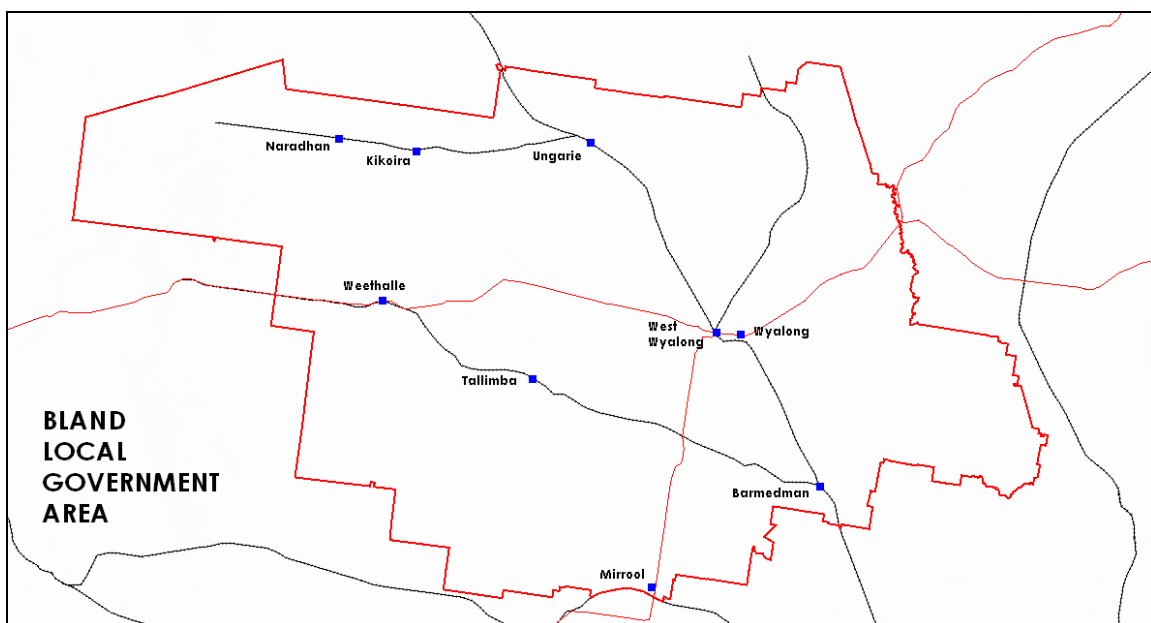 Naradhan
Kikoira
Ungarie
Weethalle
West
Wyalong
Wyalong
Tallimba
BLAND
LOCAL
GOVERNMENT
AREA
Barmedman
Mirrool